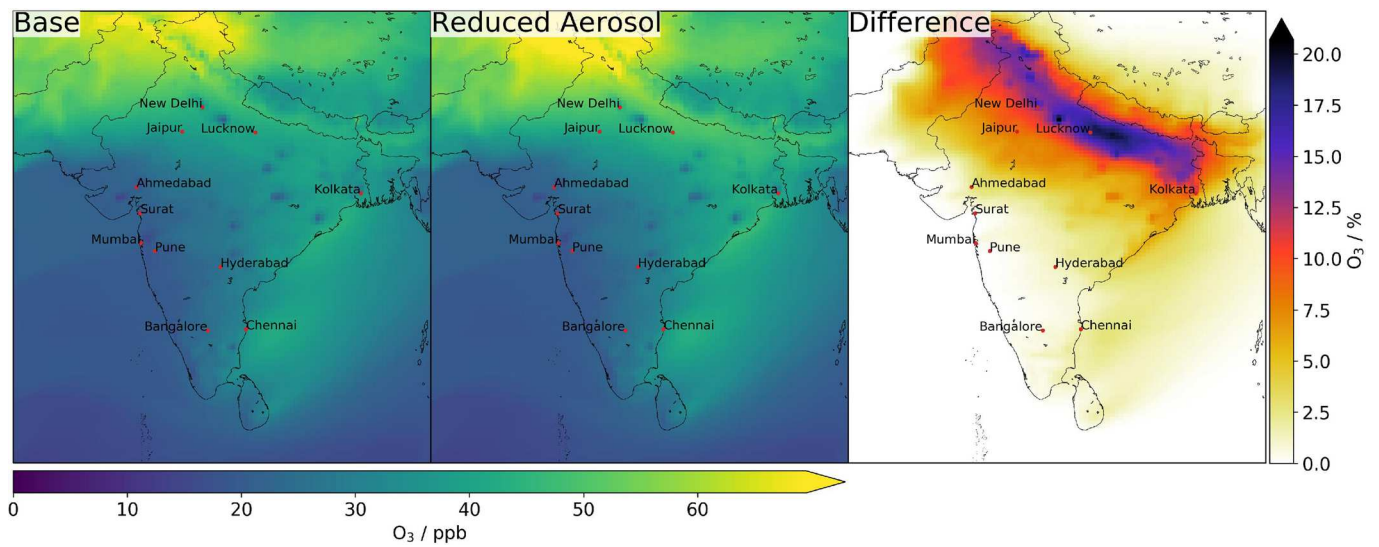 Base
Reduced Aerosol
Difference
New Delhi
Jaipur
Lucknow
Ahmedabad
Surat
Mumbai
Pune
Hyderabad
Bangalore
Chennai
Kolkata
New Delhi
Jaipur
Lucknow
Ahmedabad
Surat
Mumbai
Pune
Hyderabad
Bangalore
Chennai
Kolkata
New Delhi
Jaipur
Lucknow
Ahmedabad
Surat
Mumbai
Pune
Hyderabad
Bangalore
Chennai
Kolkata
20.0
17.5
15.0
12.5
10.0
7.5
5.0
2.5
0.0
O₃ / %
0 10 20 30 40 50 60
O₃ / ppb